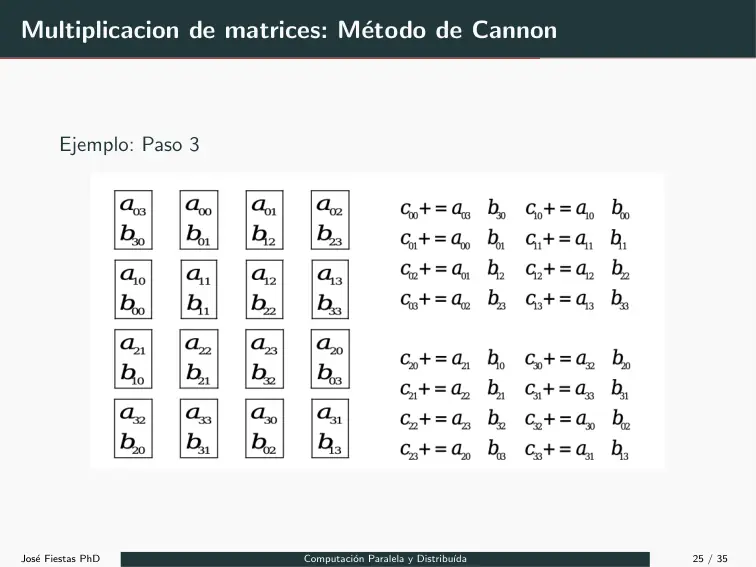 Multiplicacion de matrices: Método de Cannon
Ejemplo: Paso 3
a03 a00 a01 a02
b30 b01 b12 b23
a10 a11 a12 a13
b00 b11 b22 b33
a21 a22 a23 a20
b10 b21 b32 b03
a32 a33 a30 a31
b20 b31 b02 b13
c00+=a03 b30 c10+=a10 b00
c01+=a00 b01 c11+=a11 b11
c02+=a01 b12 c12+=a12 b22
c03+=a02 b23 c13+=a13 b33
c20+=a21 b10 c30+=a32 b20
c21+=a22 b21 c31+=a33 b31
c22+=a23 b32 c32+=a30 b02
c23+=a20 b03 c33+=a31 b13
José Fiestas PhD Computación Paralela y Distribuída 25 / 35